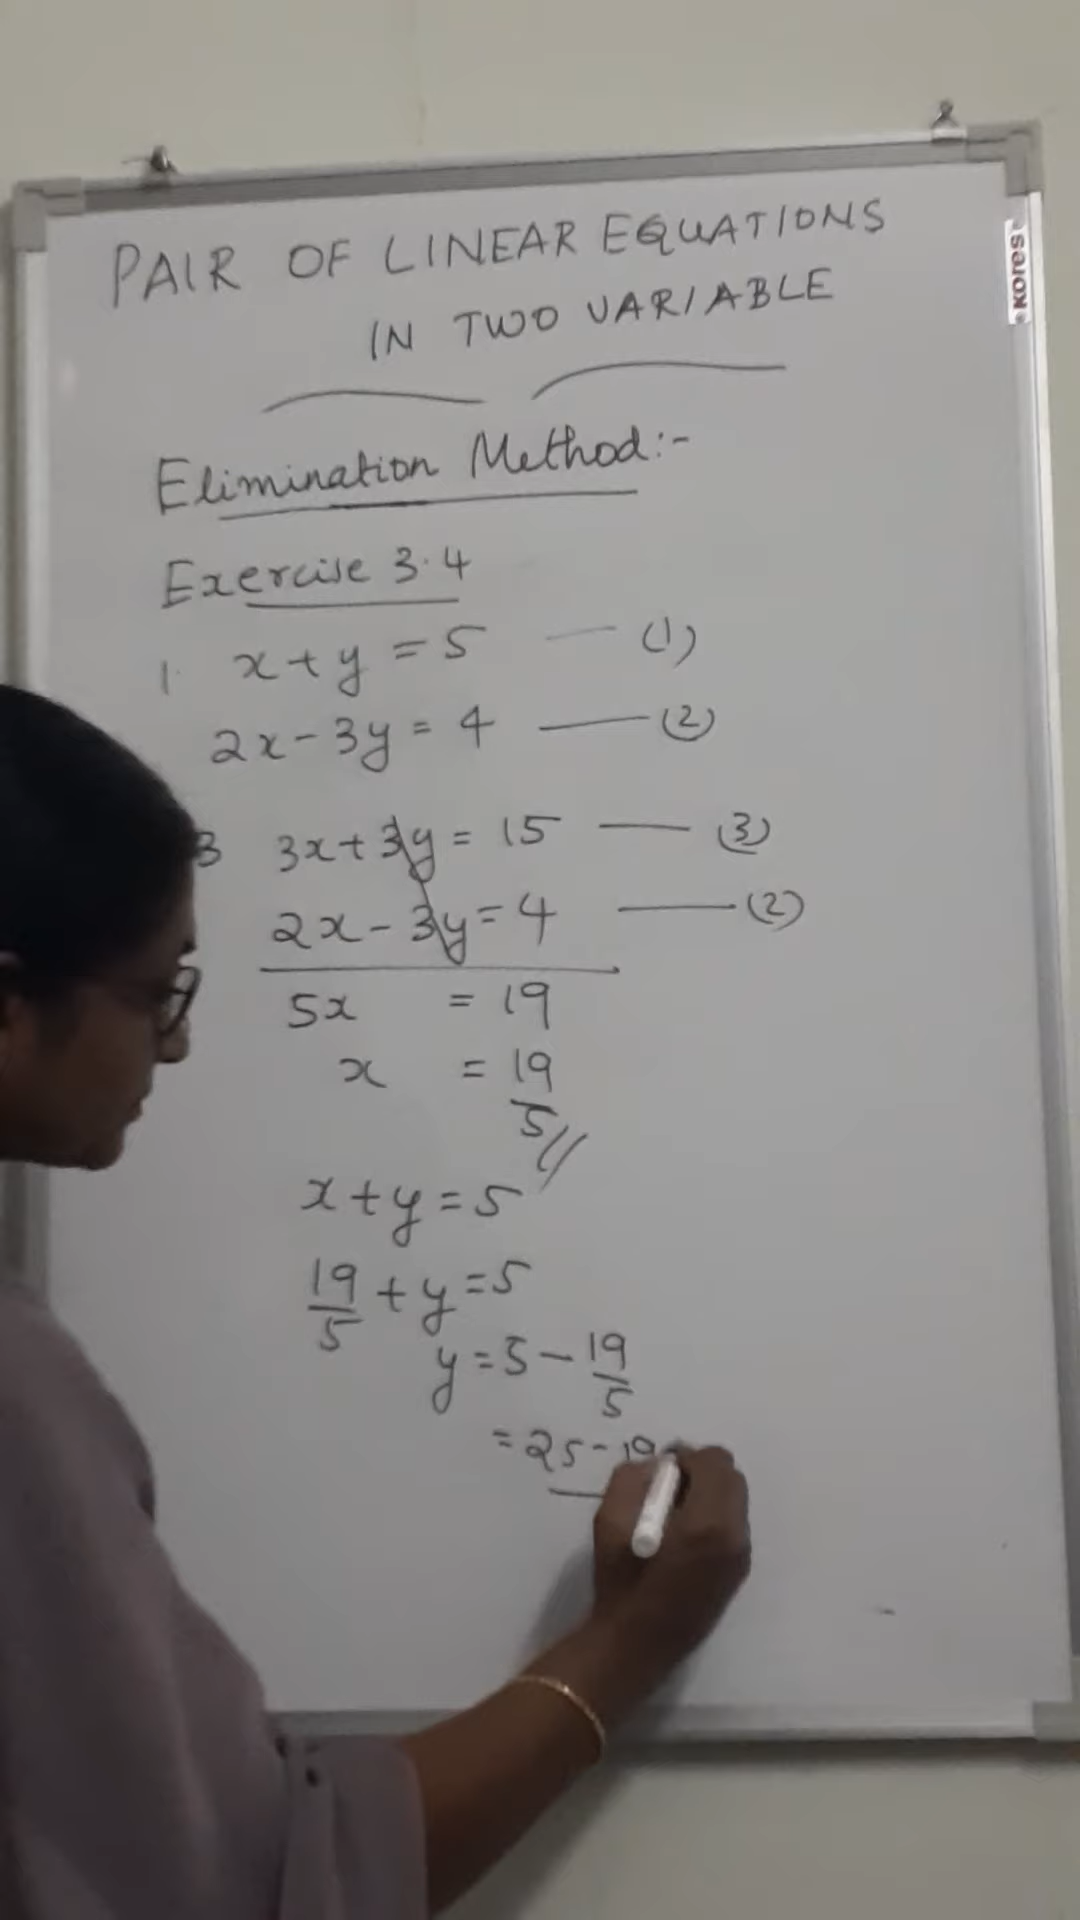 PAIR OF LINEAR EQUATIONS
IN TWO VARIABLE
KORES
Elimination Method:-
Exercise 3.4
1. x+y = 5 — (1)
2x-3y = 4 — (2)
3 3x+3y = 15 — (3)
2x-3y = 4 — (2)
5x = 19
x = 19/5 //
x+y = 5
19/5 + y = 5
y = 5 - 19/5
= 25-19